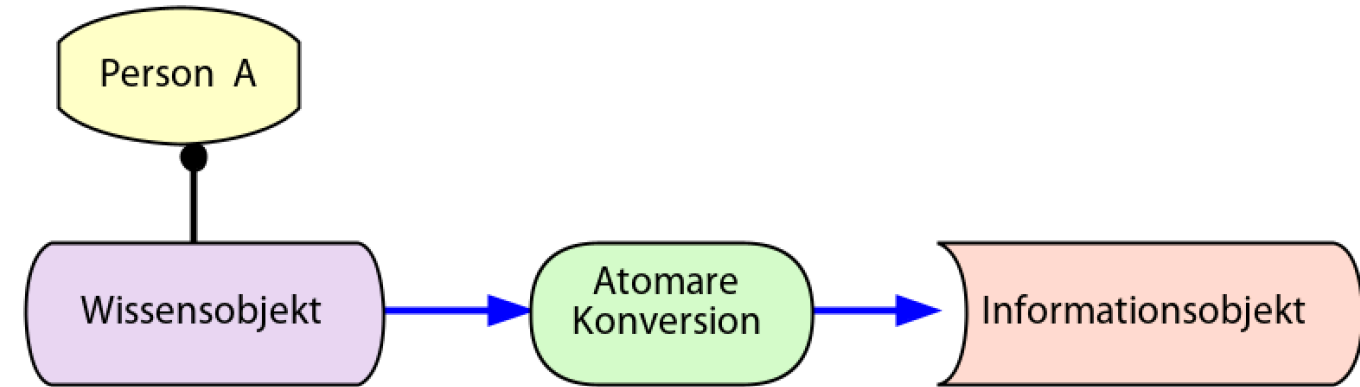 Person A
Wissensobjekt
Atomare
Konversion
Informationsobjekt